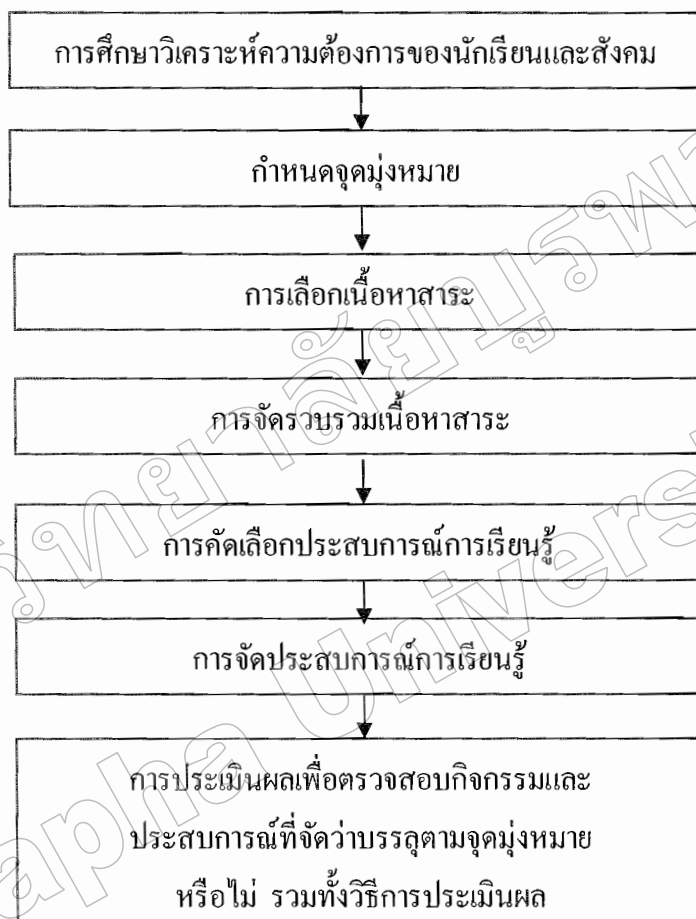 การศึกษาวิเคราะห์ความต้องการของนักเรียนและสังคม
กำหนดจุดมุ่งหมาย
การเลือกเนื้อหาสาระ
การจัดรวบรวมเนื้อหาสาระ
การคัดเลือกประสบการณ์การเรียนรู้
การจัดประสบการณ์การเรียนรู้
การประเมินผลเพื่อตรวจสอบกิจกรรมและ
ประสบการณ์ที่จัดว่าบรรลุตามจุดมุ่งหมาย
หรือไม่ รวมทั้งวิธีการประเมินผล